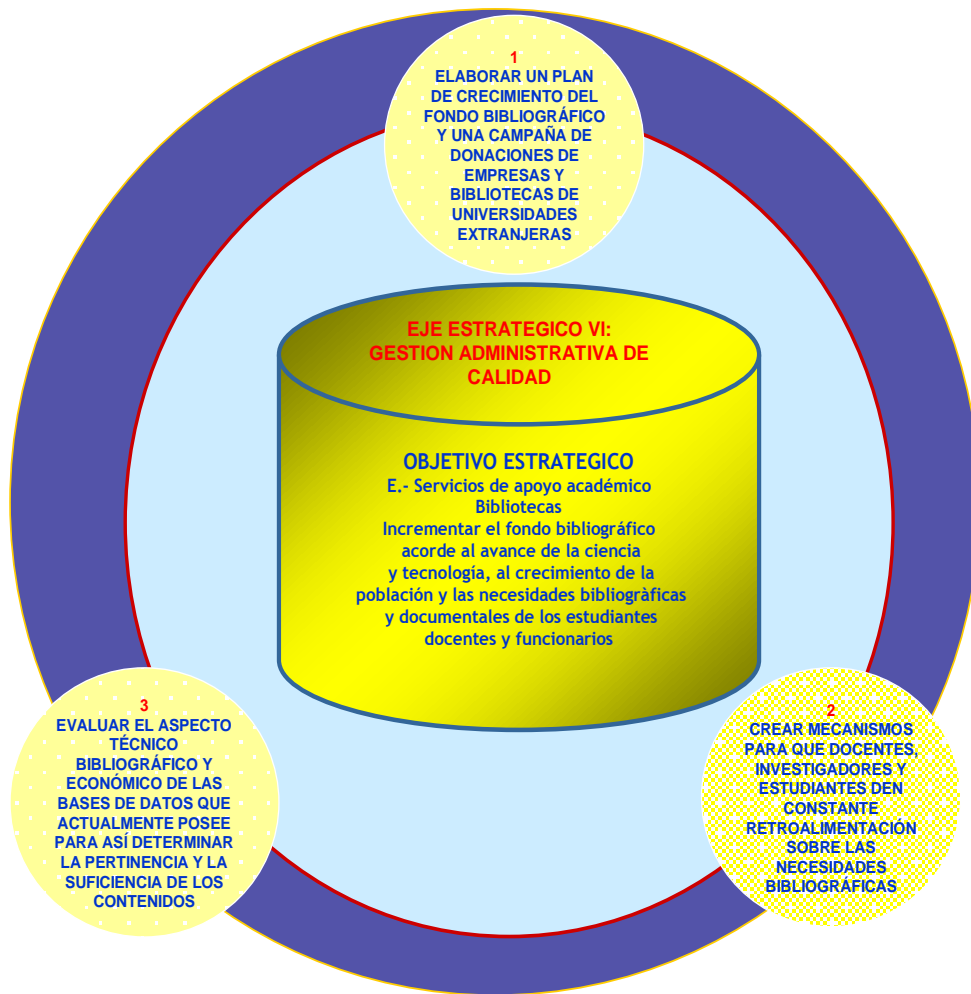 1
ELABORAR UN PLAN
DE CRECIMIENTO DEL
FONDO BIBLIOGRÁFICO
Y UNA CAMPAÑA DE
DONACIONES DE
EMPRESAS Y
BIBLIOTECAS DE
UNIVERSIDADES
EXTRANJERAS
EJE ESTRATEGICO VI:
GESTION ADMINISTRATIVA DE
CALIDAD
OBJETIVO ESTRATEGICO
E.- Servicios de apoyo académico
Bibliotecas
Incrementar el fondo bibliográfico
acorde al avance de la ciencia
y tecnología, al crecimiento de la
población y las necesidades bibliogràficas
y documentales de los estudiantes
docentes y funcionarios
2
CREAR MECANISMOS
PARA QUE DOCENTES,
INVESTIGADORES Y
ESTUDIANTES DEN
CONSTANTE
RETROALIMENTACIÓN
SOBRE LAS
NECESIDADES
BIBLIOGRÁFICAS
3
EVALUAR EL ASPECTO
TÉCNICO
BIBLIOGRÁFICO Y
ECONÓMICO DE LAS
BASES DE DATOS QUE
ACTUALMENTE POSEE
PARA ASÍ DETERMINAR
LA PERTINENCIA Y LA
SUFICIENCIA DE LOS
CONTENIDOS